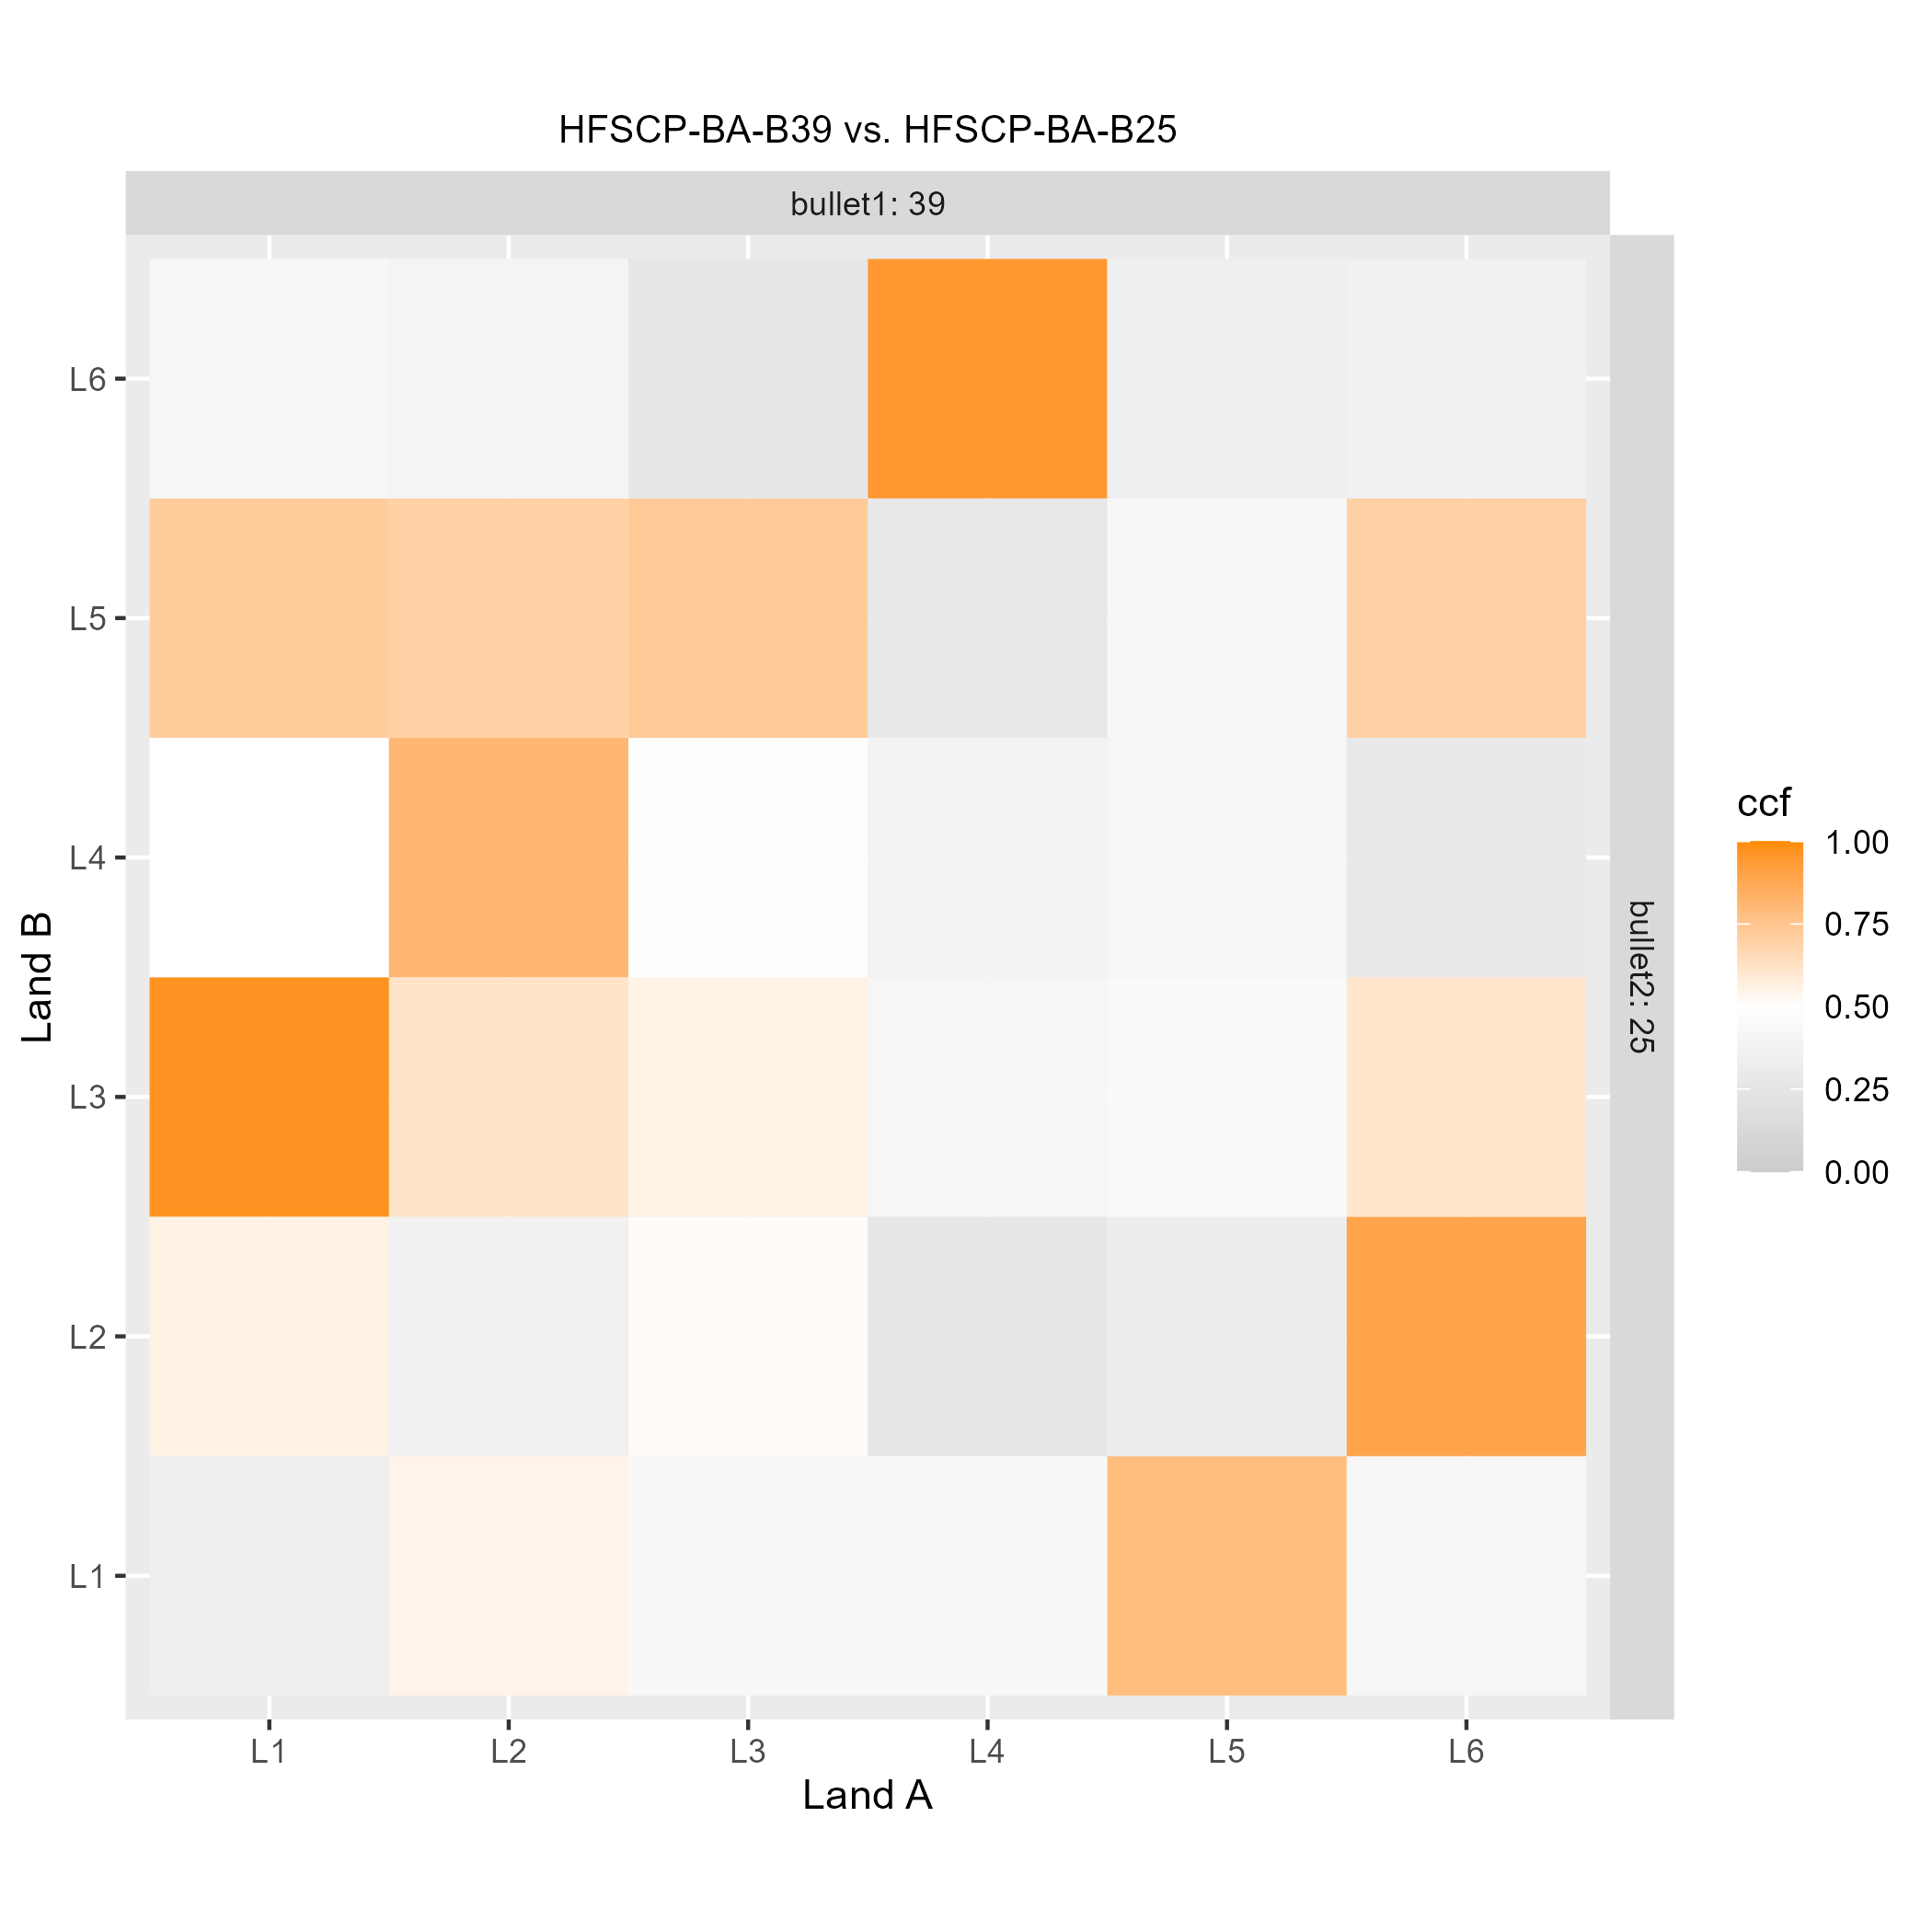 HFSCP-BA-B39 vs. HFSCP-BA-B25
bullet1: 39
L6
L5
L4
L3
L2
L1
Land B
bullet2: 25
ccf
1.00
0.75
0.50
0.25
0.00
L1
L2
L3
L4
L5
L6
Land A